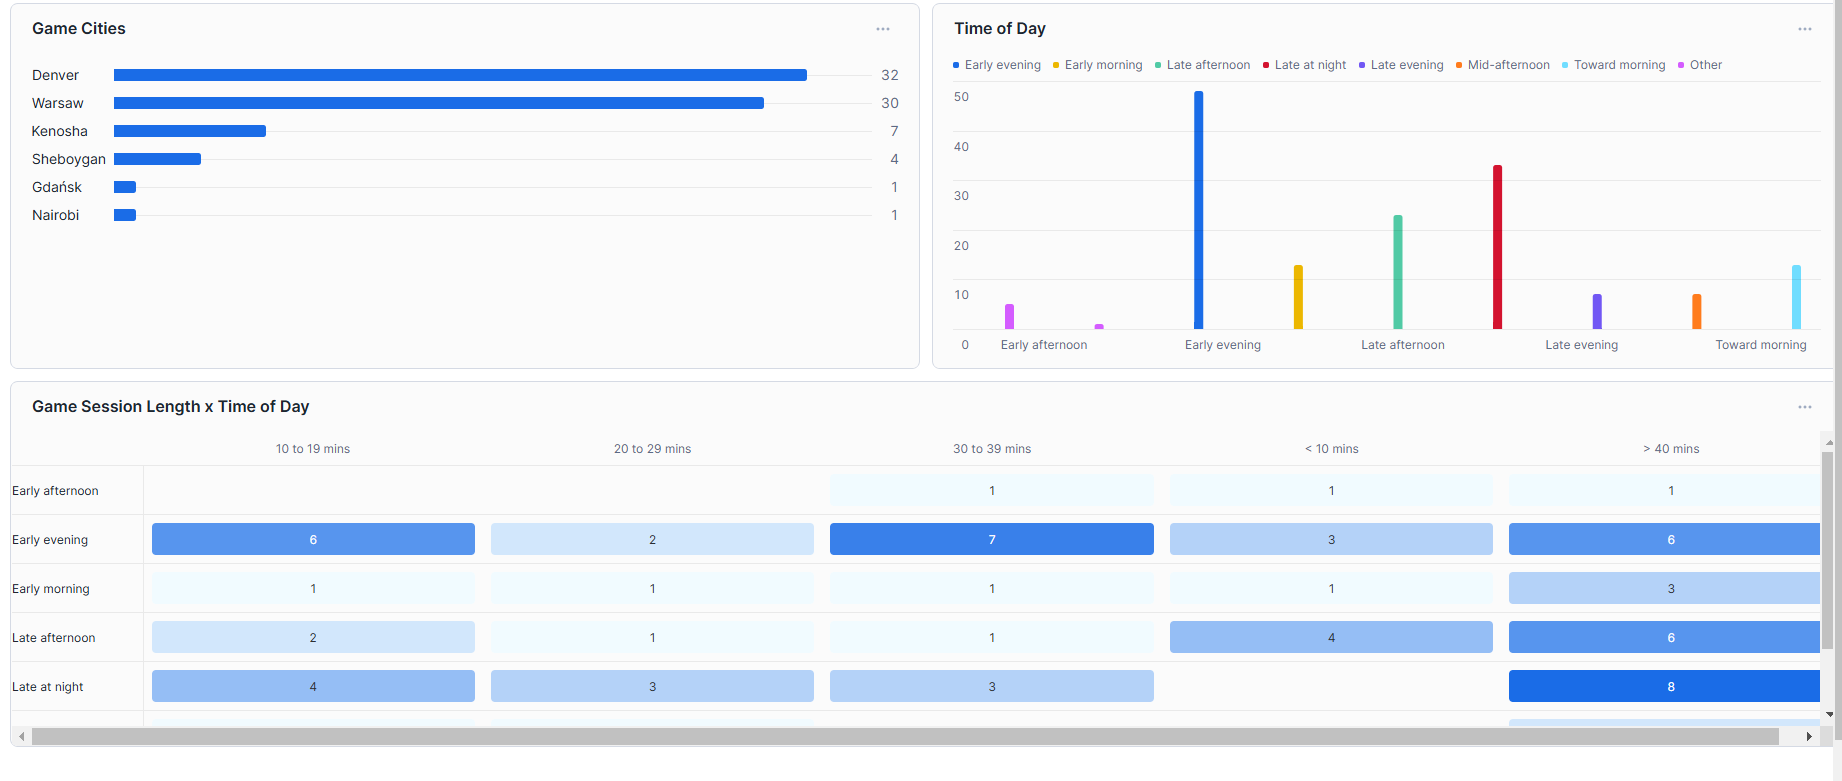 Game Cities
Denver 32
Warsaw 30
Kenosha 7
Sheboygan 4
Gdańsk 1
Nairobi 1
Time of Day
Early evening Early morning Late afternoon Late at night Late evening Mid-afternoon Toward morning Other
50
40
30
20
10
0 Early afternoon Early evening Late afternoon Late evening Toward morning
Game Session Length x Time of Day
10 to 19 mins 20 to 29 mins 30 to 39 mins < 10 mins > 40 mins
Early afternoon 1 1 1
Early evening 6 2 7 3 6
Early morning 1 1 1 1 3
Late afternoon 2 1 1 4 6
Late at night 4 3 3 8